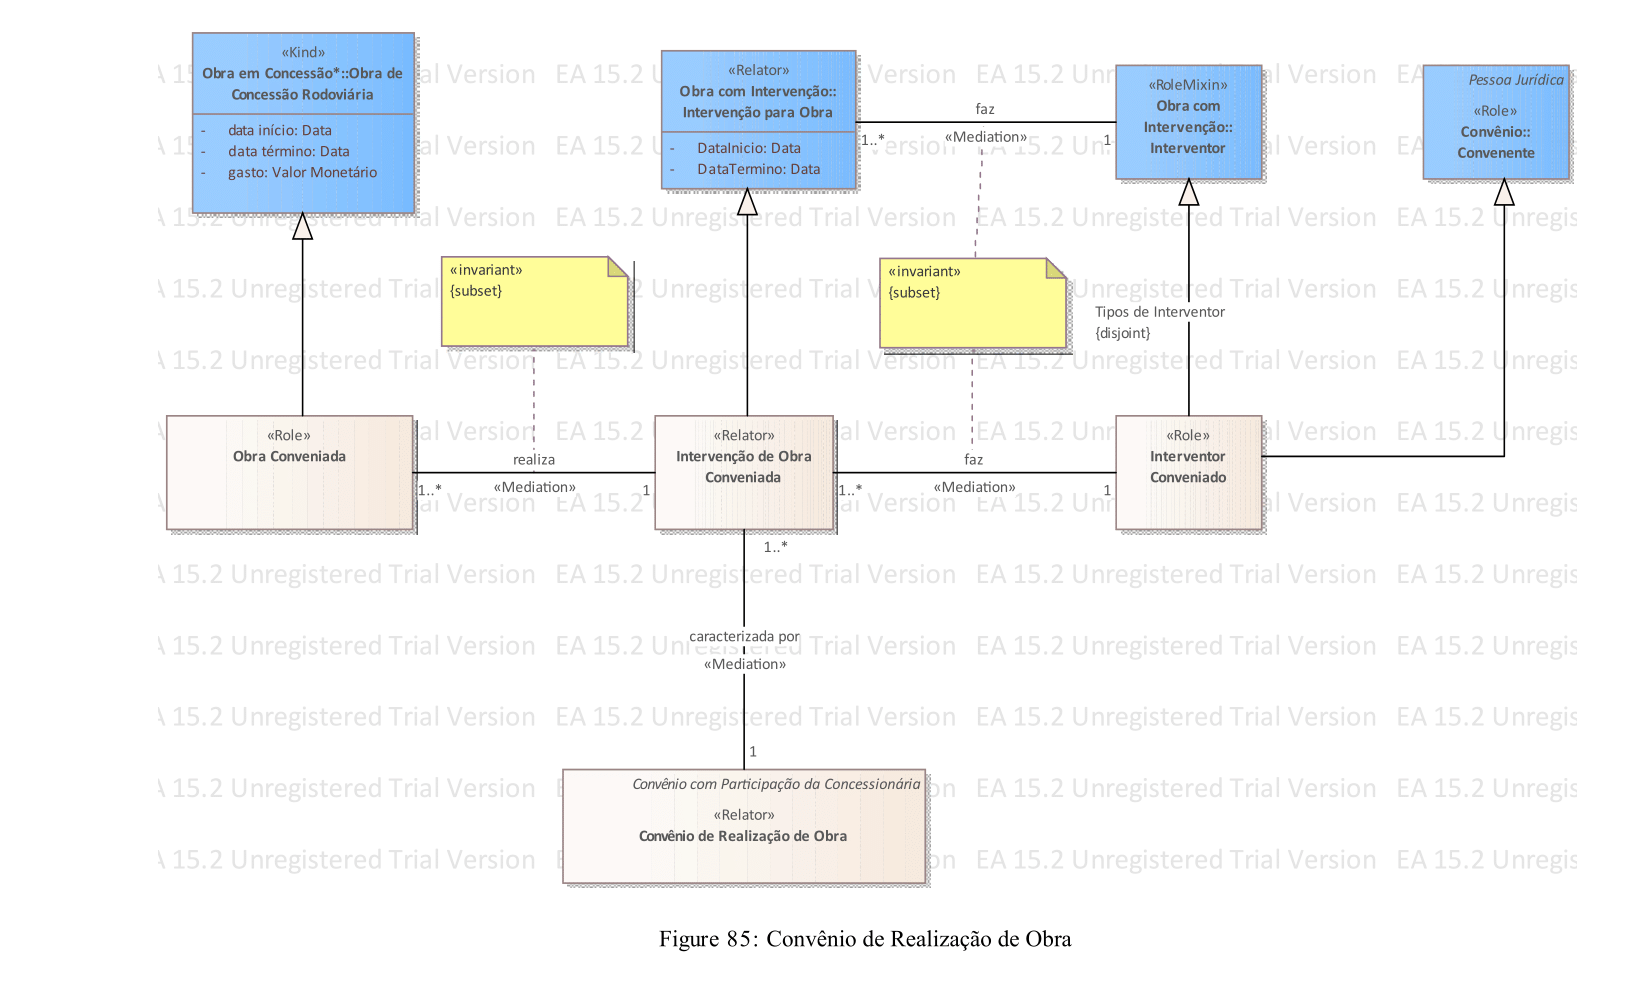 «Kind»
Obra em Concessão*::Obra de
Concessão Rodoviária
- data início: Data
- data término: Data
- gasto: Valor Monetário
«Relator»
Obra com Intervenção::
Intervenção para Obra
- DataInicio: Data
- DataTermino: Data
faz
«Mediation»
1..*
1
«RoleMixin»
Obra com
Intervenção::
Interventor
Pessoa Jurídica
«Role»
Convênio::
Convenente
«invariant»
{subset}
«invariant»
{subset}
Tipos de Interventor
{disjoint}
«Role»
Obra Conveniada
realiza
«Mediation»
1..*
1
«Relator»
Intervenção de Obra
Conveniada
faz
«Mediation»
1..*
1
«Role»
Interventor
Conveniado
1..*
caracterizada por
«Mediation»
1
Convênio com Participação da Concessionária
«Relator»
Convênio de Realização de Obra
EA 15.2 Unregistered Trial Version
Figure 85: Convênio de Realização de Obra